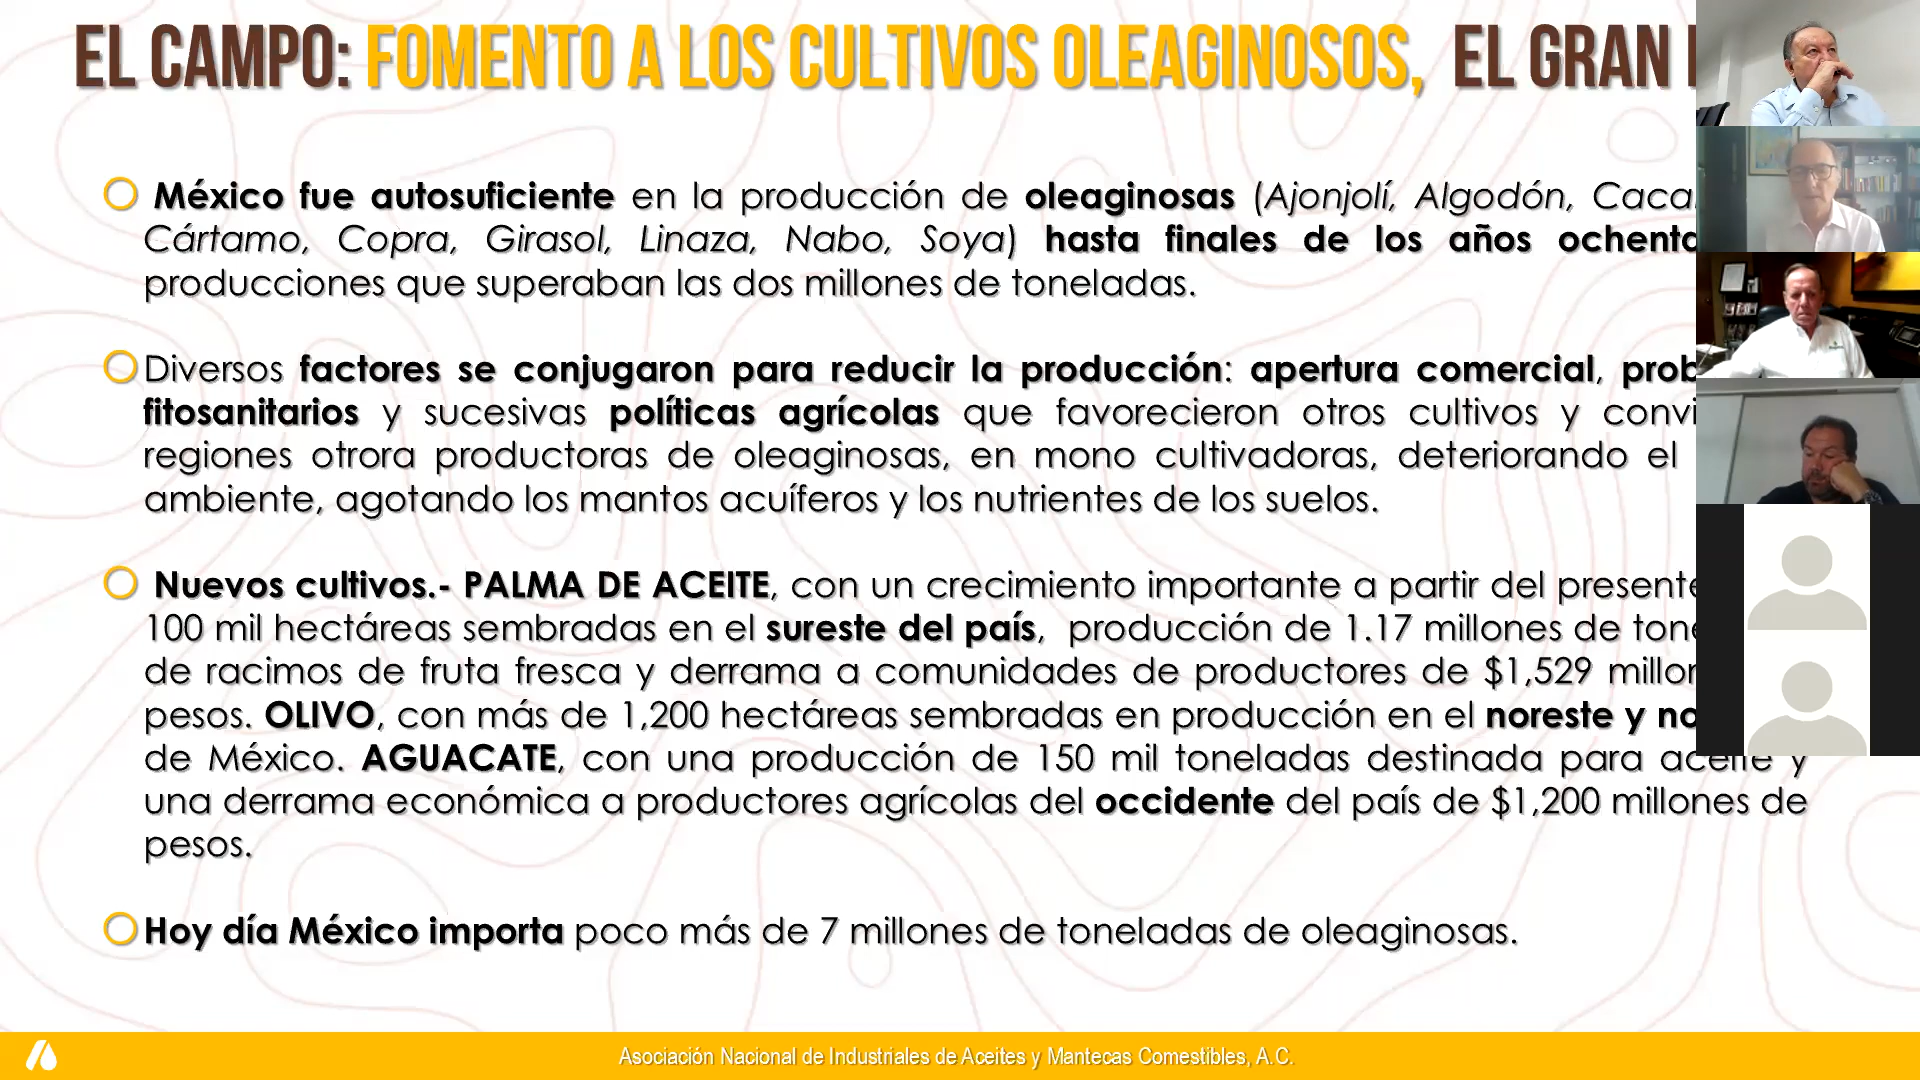 EL CAMPO: FOMENTO A LOS CULTIVOS OLEAGINOSOS, EL GRAN
México fue autosuficiente en la producción de oleaginosas (Ajonjolí, Algodón,
Cártamo, Copra, Girasol, Linaza, Nabo, Soya) hasta finales de los años
producciones que superaban las dos millones de toneladas.
Diversos factores se conjugaron para reducir la producción: apertura comercial,
fitosanitarios y sucesivas políticas agrícolas que favorecieron otros cultivos y
regiones otrora productoras de oleaginosas, en mono cultivadoras, deteriorando el
ambiente, agotando los mantos acuíferos y los nutrientes de los suelos.
Nuevos cultivos.- PALMA DE ACEITE, con un crecimiento importante a partir del presente
100 mil hectáreas sembradas en el sureste del país, producción de 1.17 millones de
de racimos de fruta fresca y derrama a comunidades de productores de $1,529
pesos. OLIVO, con más de 1,200 hectáreas sembradas en producción en el noreste y
de México. AGUACATE, con una producción de 150 mil toneladas destinada para aceite y
una derrama económica a productores agrícolas del occidente del país de $1,200 millones de
pesos.
Hoy día México importa poco más de 7 millones de toneladas de oleaginosas.
Asociación Nacional de Industriales de Aceites y Mantecas Comestibles, A.C.